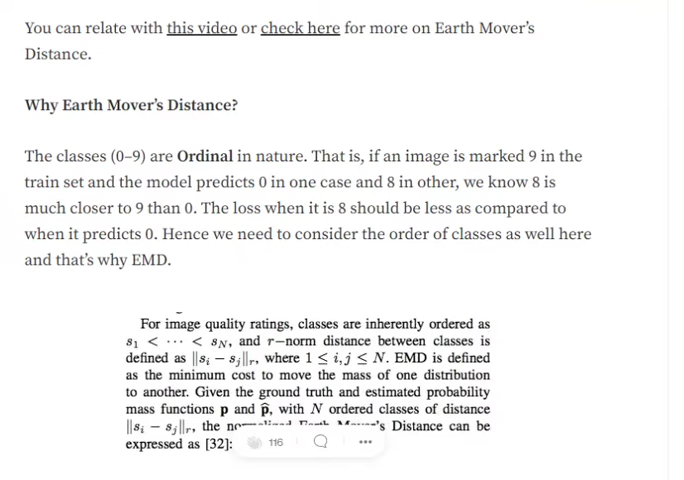 You can relate with this video or check here for more on Earth Mover's
Distance.
Why Earth Mover's Distance?
The classes (0–9) are Ordinal in nature. That is, if an image is marked 9 in the
train set and the model predicts 0 in one case and 8 in other, we know 8 is
much closer to 9 than 0. The loss when it is 8 should be less as compared to
when it predicts 0. Hence we need to consider the order of classes as well here
and that's why EMD.
For image quality ratings, classes are inherently ordered as
s₁ < ··· < s_N, and r−norm distance between classes is
defined as ‖sᵢ − sⱼ‖ᵣ, where 1 ≤ i, j ≤ N. EMD is defined
as the minimum cost to move the mass of one distribution
to another. Given the ground truth and estimated probability
mass functions p and p̂, with N ordered classes of distance
‖sᵢ − sⱼ‖ᵣ, the Distance can be
expressed as [32]:
116